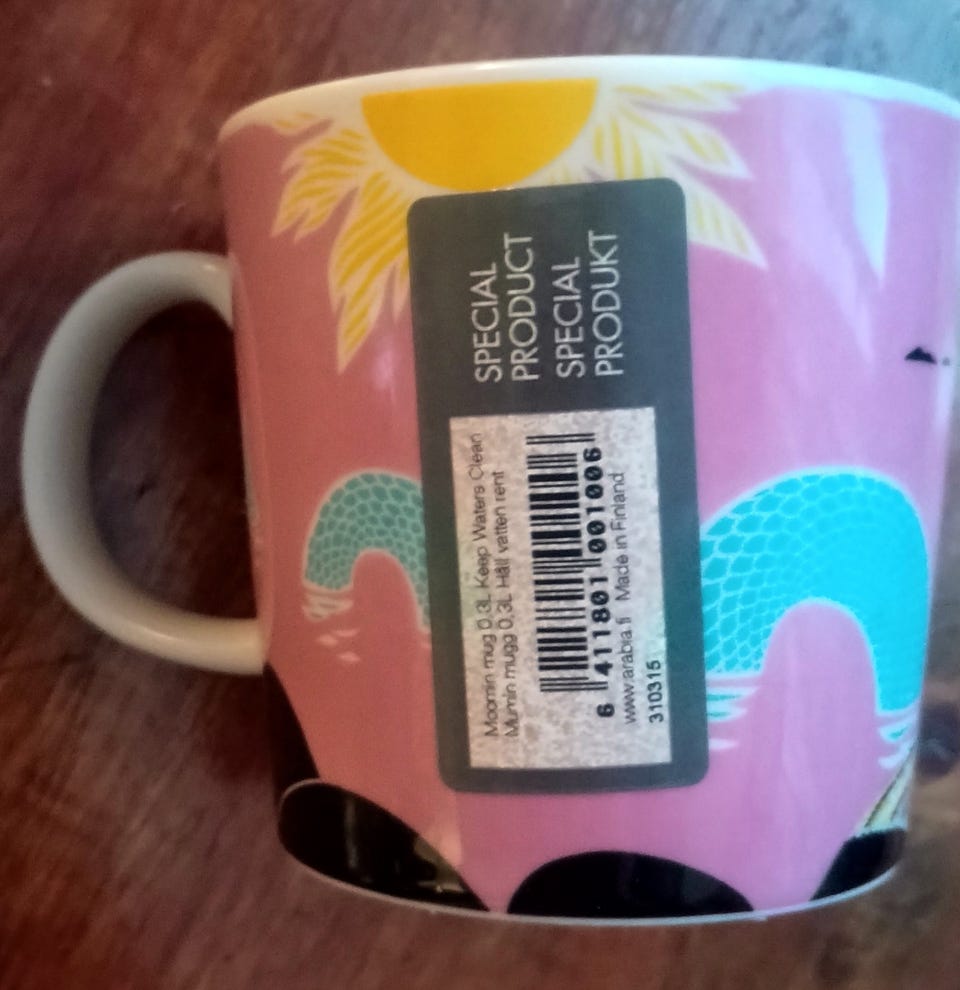 SPECIAL
PRODUCT
SPECIAL
PRODUKT
Moomin mug 0.3L Keep Waters Clean
Mumin mugg 0.3L Håll vatten rent
6 411801 001006
www.arabia.fi Made in Finland
310315